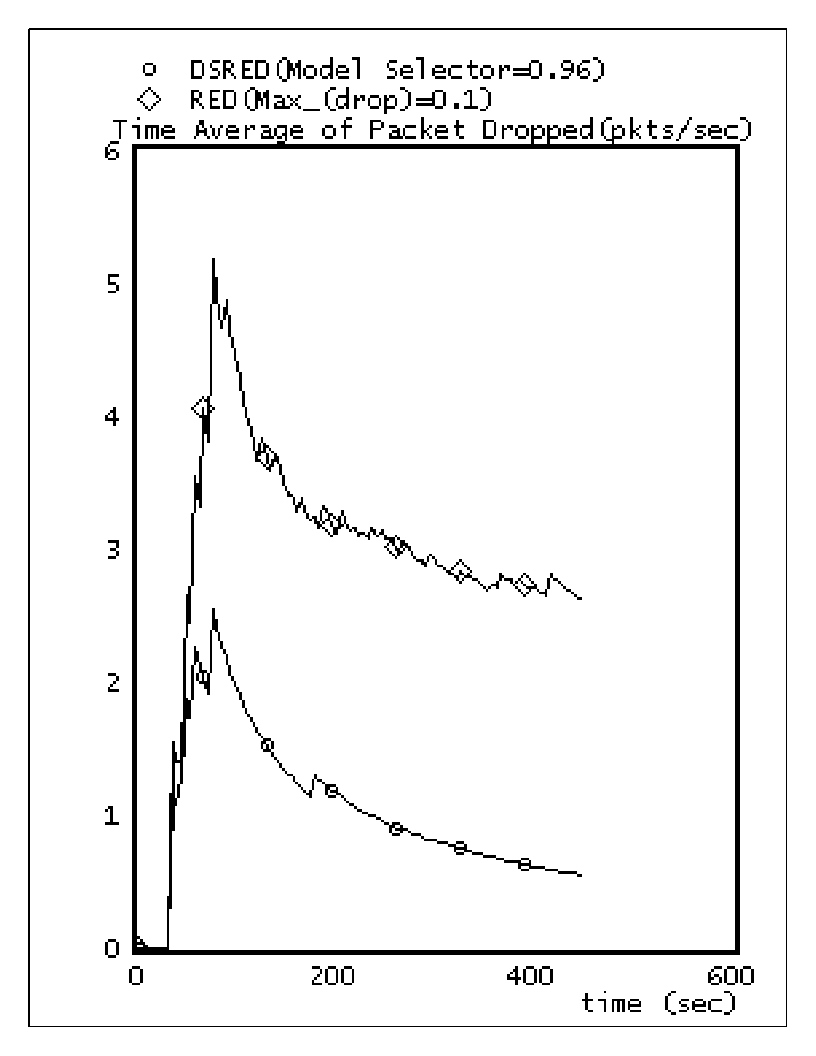 DSRED(Model Selector=0.96)
RED(Max_(drop)=0.1)
Time Average of Packet Dropped(pkts/sec)
6
5
4
3
2
1
0
0 200 400 600
time (sec)